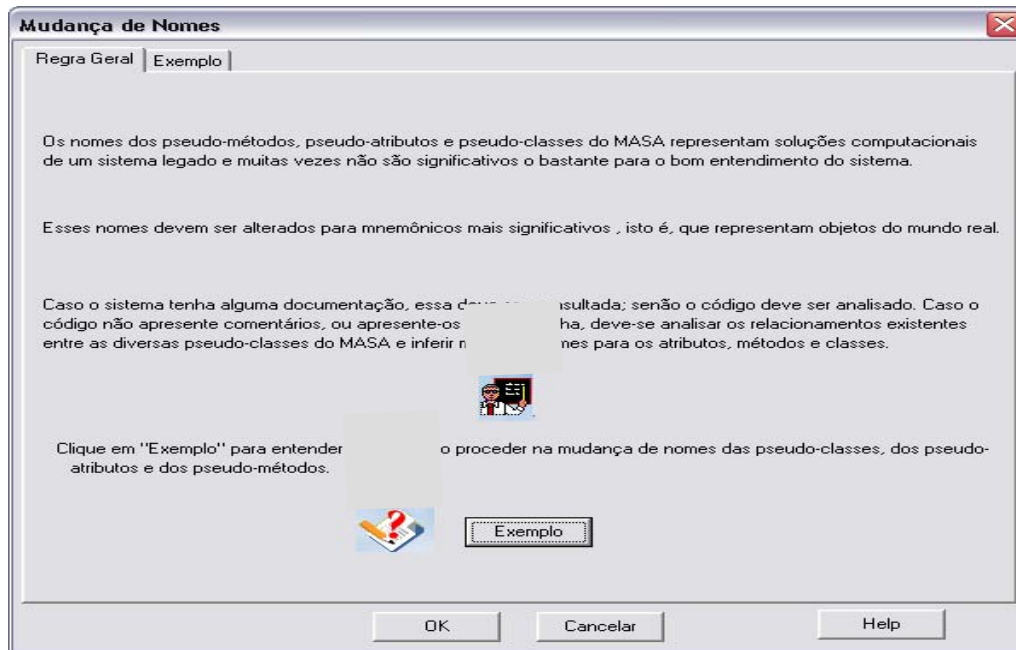 Mudança de Nomes
Regra Geral
Exemplo
Os nomes dos pseudo-métodos, pseudo-atributos e pseudo-classes do MASA representam soluções computacionais
de um sistema legado e muitas vezes não são significativos o bastante para o bom entendimento do sistema.
Esses nomes devem ser alterados para mnemônicos mais significativos , isto é, que representam objetos do mundo real.
Caso o sistema tenha alguma documentação, essa consultada; senão o código deve ser analisado. Caso o
código não apresente comentários, ou apresente-os deve-se analisar os relacionamentos existentes
entre as diversas pseudo-classes do MASA e inferir para os atributos, métodos e classes.
Clique em "Exemplo" para entender proceder na mudança de nomes das pseudo-classes, dos pseudo-
atributos e dos pseudo-métodos.
Exemplo
OK
Cancelar
Help